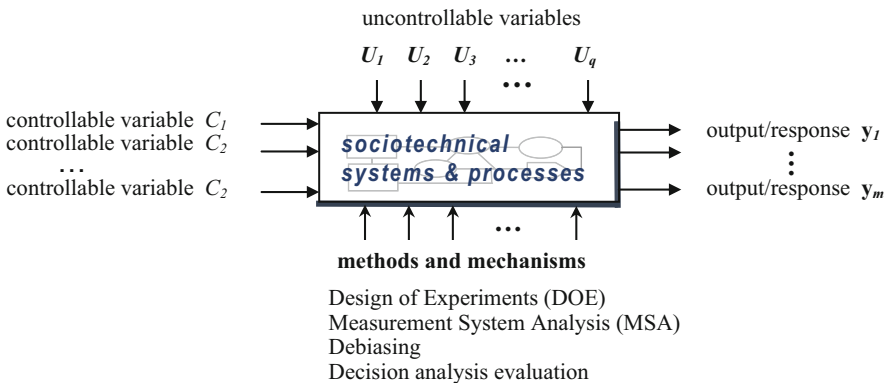 uncontrollable variables
U1 U2 U3 ... Uq
...
controllable variable C1
controllable variable C2
...
controllable variable C2
sociotechnical
systems & processes
output/response y1
⋮
output/response ym
...
methods and mechanisms
Design of Experiments (DOE)
Measurement System Analysis (MSA)
Debiasing
Decision analysis evaluation